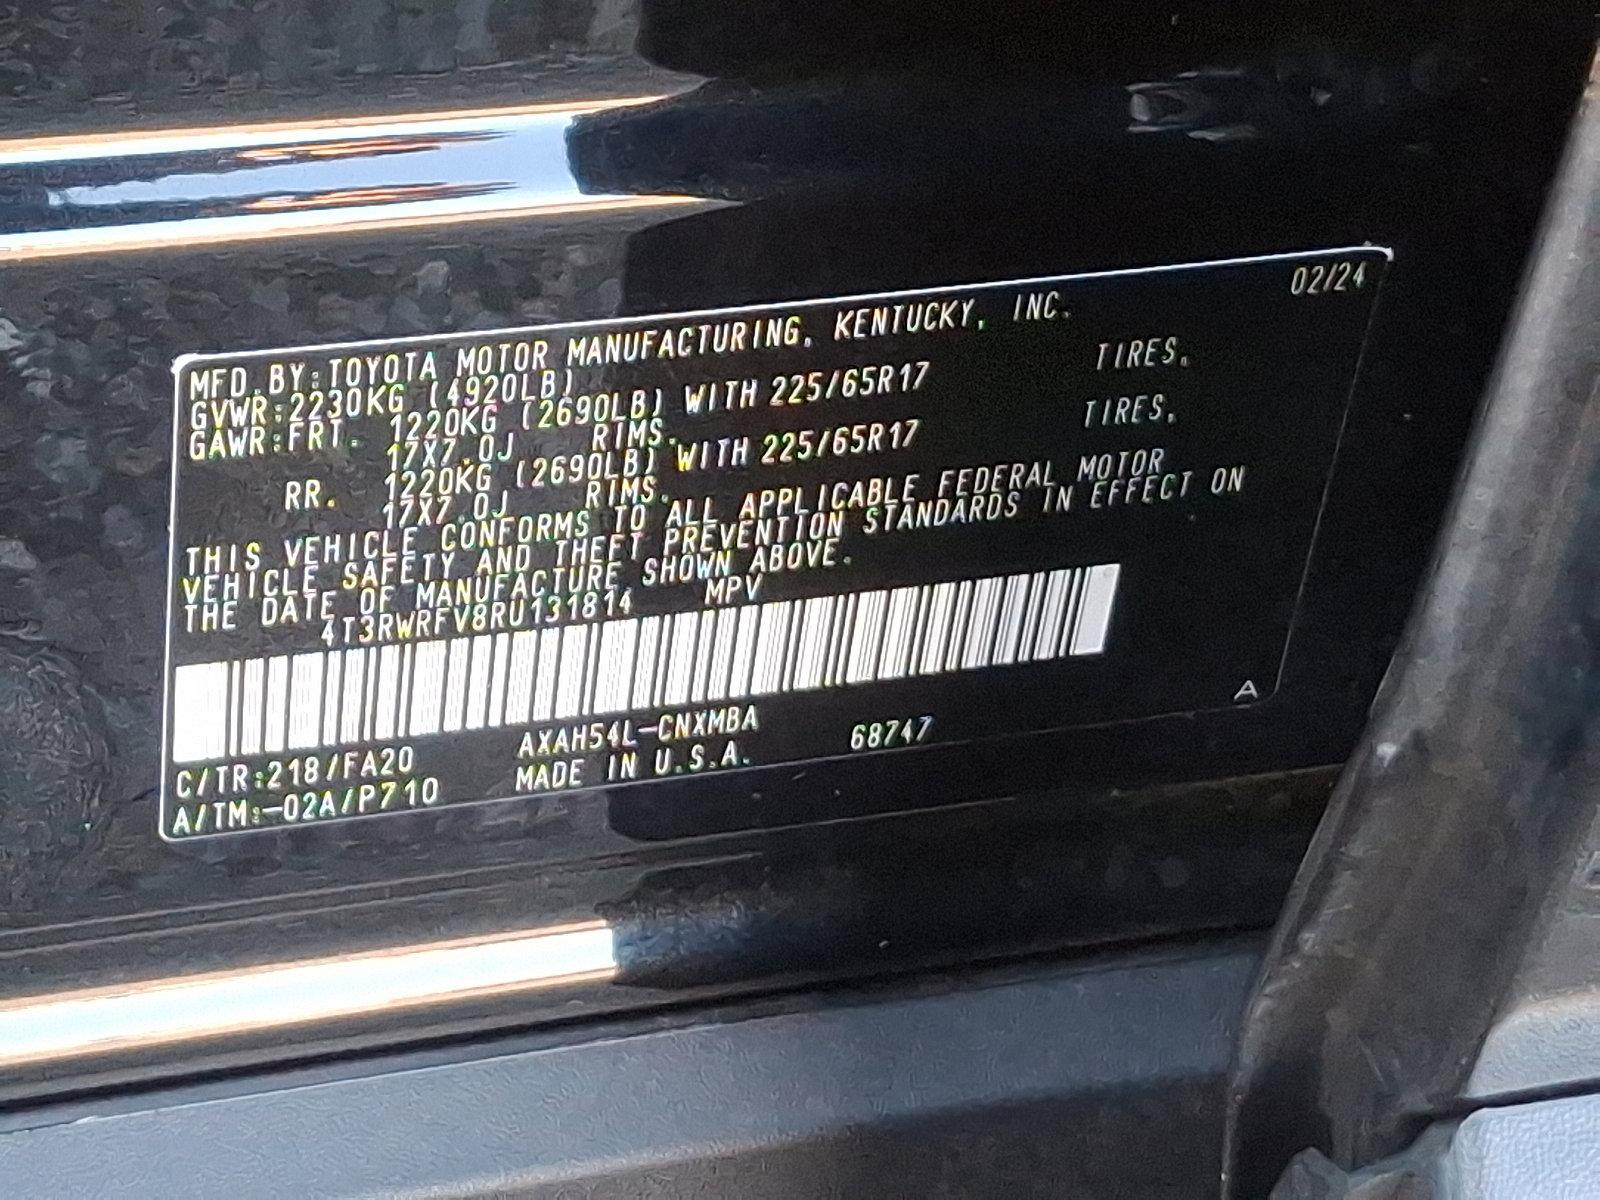 02/24
MFD.BY:TOYOTA MOTOR MANUFACTURING, KENTUCKY, INC.
GVWR:2230KG (4920LB)
GAWR:FRT. 1220KG (2690LB) WITH 225/65R17 TIRES,
17X7.0J RIMS.
RR. 1220KG (2690LB) WITH 225/65R17 TIRES,
17X7.0J RIMS.
THIS VEHICLE CONFORMS TO ALL APPLICABLE FEDERAL MOTOR
VEHICLE SAFETY AND THEFT PREVENTION STANDARDS IN EFFECT ON
THE DATE OF MANUFACTURE SHOWN ABOVE.
4T3RWRFV8RU131814 MPV
C/TR:218/FA20 AXAH54L-CNXMBA 68747
A/TM:-02A/P710 MADE IN U.S.A.
A